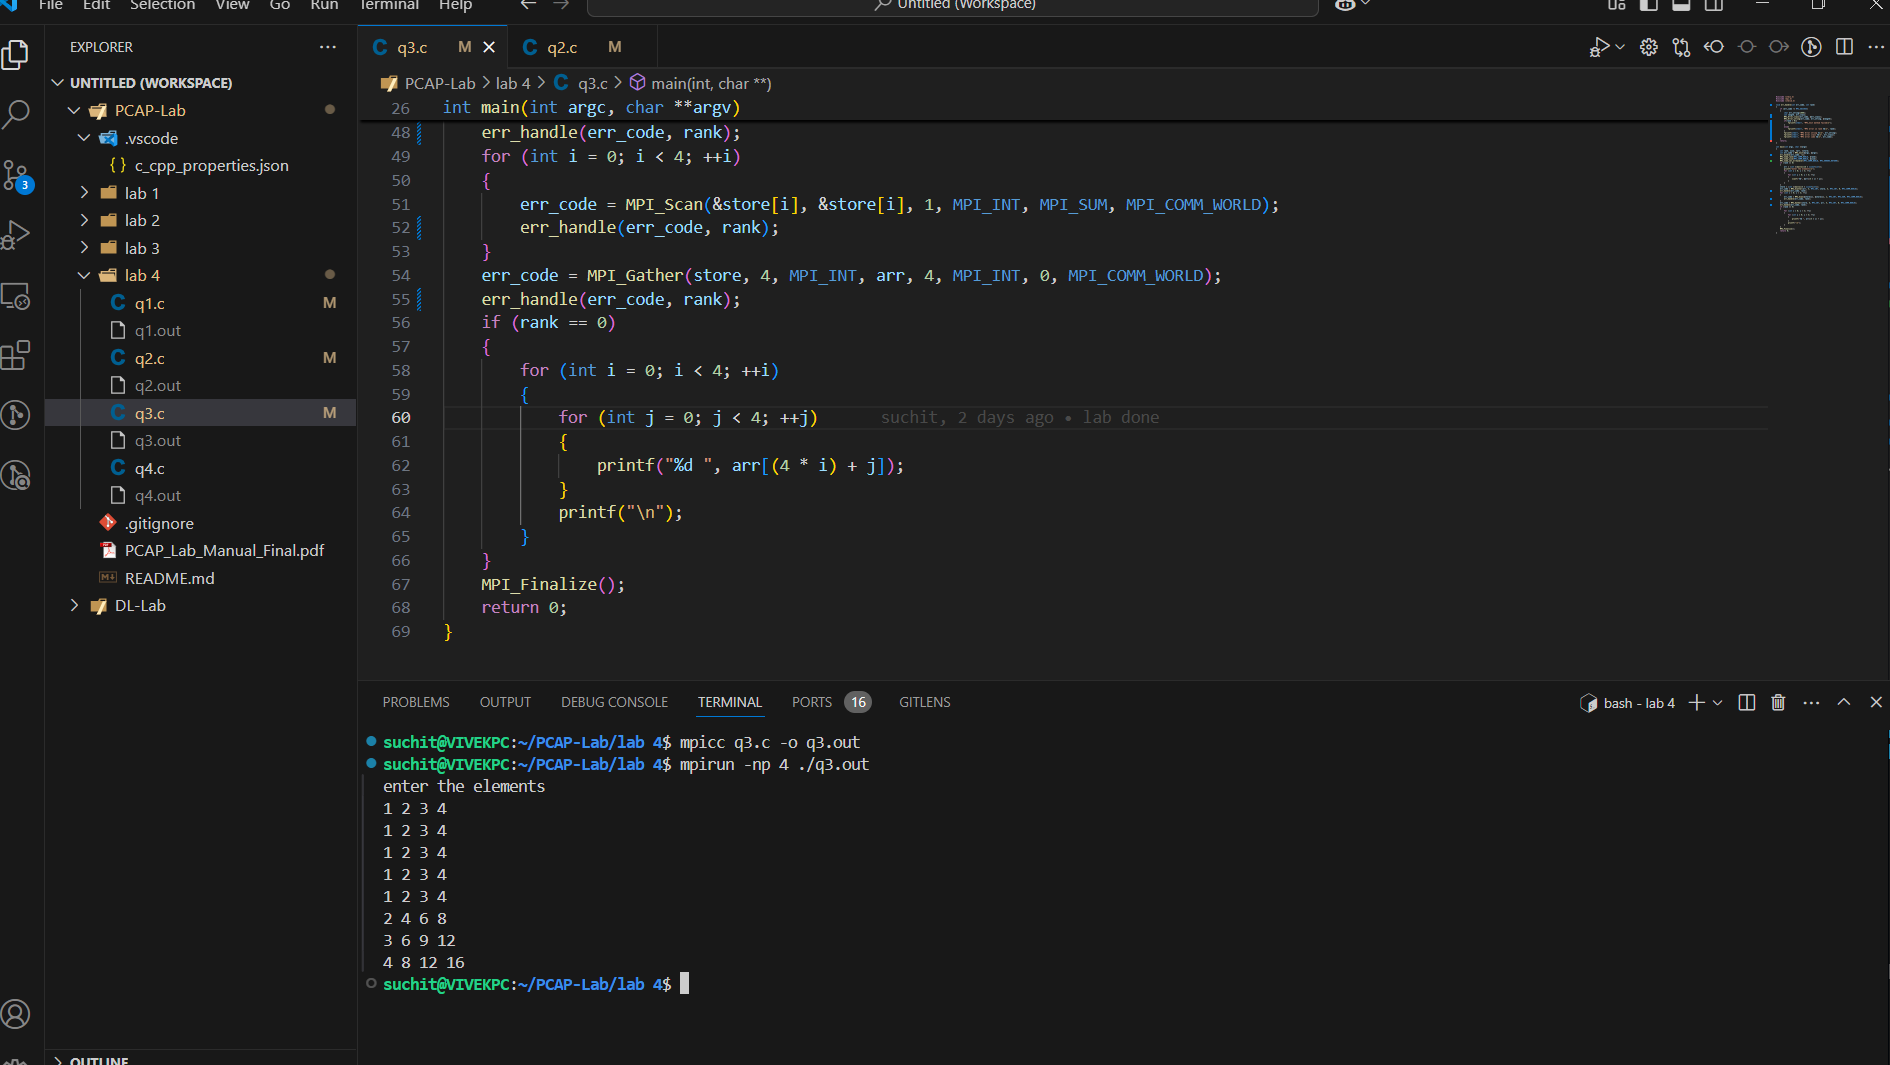 File Edit Selection View Go Run Terminal Help
Untitled (Workspace)
EXPLORER
UNTITLED (WORKSPACE)
PCAP-Lab
.vscode
{} c_cpp_properties.json
lab 1
lab 2
lab 3
lab 4
C q1.c M
q1.out
C q2.c M
q2.out
C q3.c M
q3.out
C q4.c
q4.out
.gitignore
PCAP_Lab_Manual_Final.pdf
README.md
DL-Lab
OUTLINE
3
C q3.c M
C q2.c M
PCAP-Lab > lab 4 > C q3.c > main(int, char **)
26 int main(int argc, char **argv)
48 err_handle(err_code, rank);
49 for (int i = 0; i < 4; ++i)
50 {
51 err_code = MPI_Scan(&store[i], &store[i], 1, MPI_INT, MPI_SUM, MPI_COMM_WORLD);
52 err_handle(err_code, rank);
53 }
54 err_code = MPI_Gather(store, 4, MPI_INT, arr, 4, MPI_INT, 0, MPI_COMM_WORLD);
55 err_handle(err_code, rank);
56 if (rank == 0)
57 {
58 for (int i = 0; i < 4; ++i)
59 {
60 for (int j = 0; j < 4; ++j) suchit, 2 days ago • lab done
61 {
62 printf("%d ", arr[(4 * i) + j]);
63 }
64 printf("\n");
65 }
66 }
67 MPI_Finalize();
68 return 0;
69 }
PROBLEMS OUTPUT DEBUG CONSOLE TERMINAL PORTS 16 GITLENS
bash - lab 4
suchit@VIVEKPC:~/PCAP-Lab/lab 4$ mpicc q3.c -o q3.out
suchit@VIVEKPC:~/PCAP-Lab/lab 4$ mpirun -np 4 ./q3.out
enter the elements
1 2 3 4
1 2 3 4
1 2 3 4
1 2 3 4
1 2 3 4
2 4 6 8
3 6 9 12
4 8 12 16
suchit@VIVEKPC:~/PCAP-Lab/lab 4$